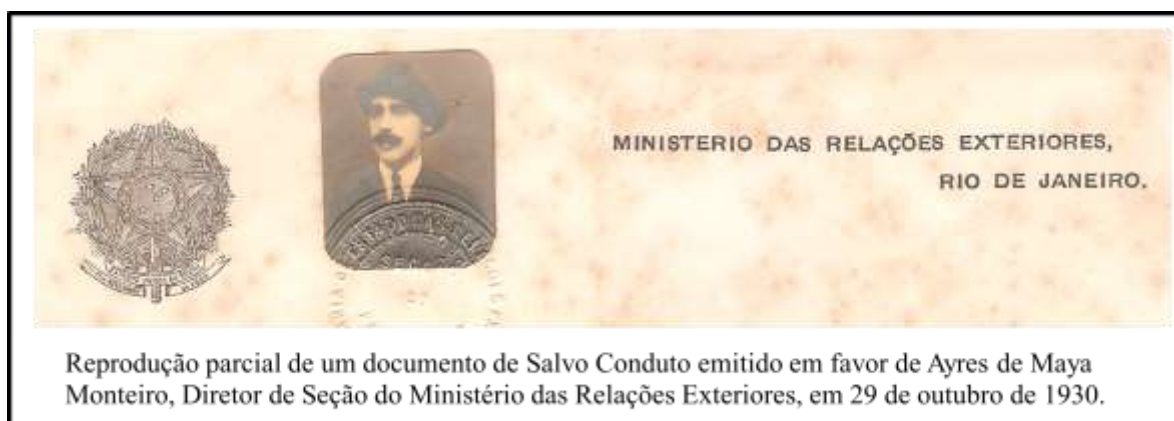 MINISTERIO DAS RELAÇÕES EXTERIORES,
RIO DE JANEIRO.
Reprodução parcial de um documento de Salvo Conduto emitido em favor de Ayres de Maya
Monteiro, Diretor de Seção do Ministério das Relações Exteriores, em 29 de outubro de 1930.